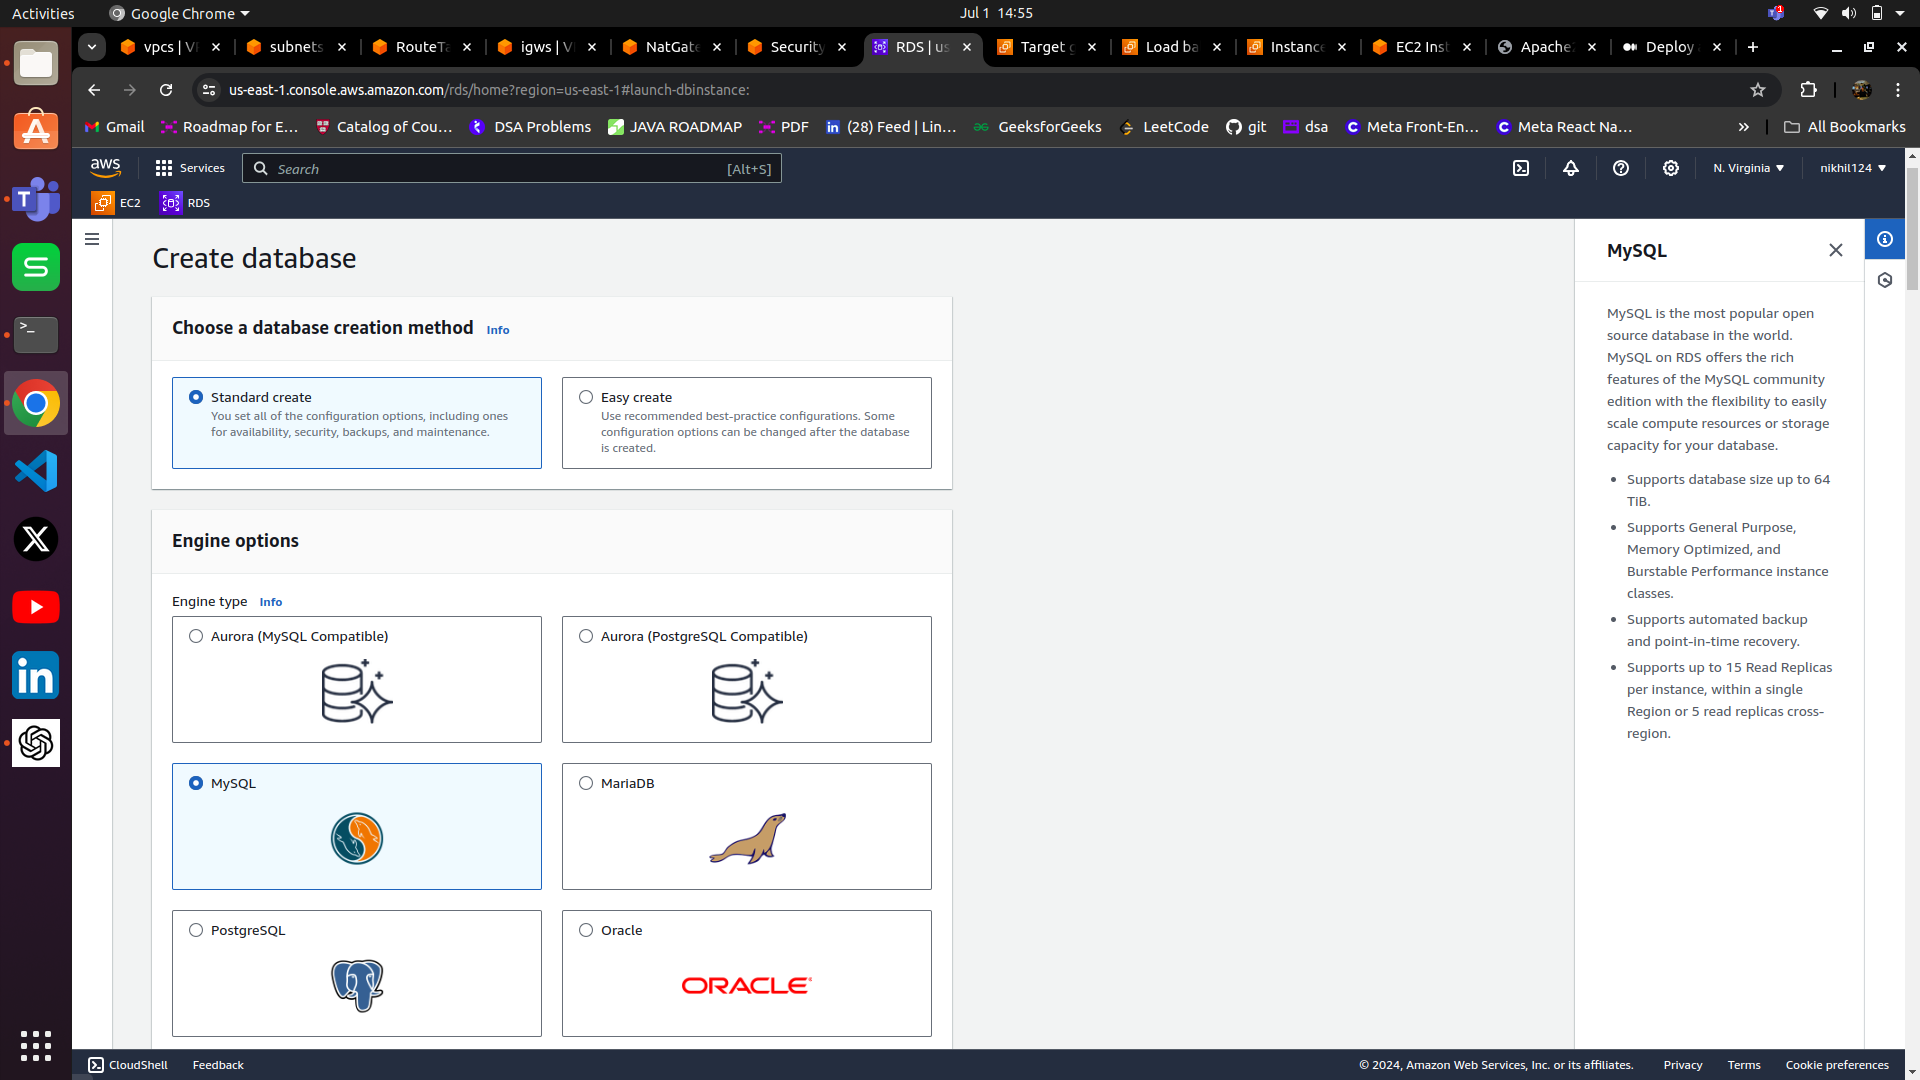 Activities
Google Chrome
Jul 1 14:55
1
vpcs | V
subnets
RouteTa
igws | V
NatGate
Security
RDS | us
Target g
Load ba
Instance
EC2 Inst
Apache
Deploy
us-east-1.console.aws.amazon.com/rds/home?region=us-east-1#launch-dbinstance:
Gmail
Roadmap for E...
Catalog of Cou...
DSA Problems
JAVA ROADMAP
PDF
(28) Feed | Lin...
GeeksforGeeks
LeetCode
git
dsa
Meta Front-En...
Meta React Na...
All Bookmarks
aws
Services
Search
[Alt+S]
N. Virginia
nikhil124
EC2
RDS
Create database
Choose a database creation method Info
Standard create
You set all of the configuration options, including ones
for availability, security, backups, and maintenance.
Easy create
Use recommended best-practice configurations. Some
configuration options can be changed after the database
is created.
Engine options
Engine type Info
Aurora (MySQL Compatible)
Aurora (PostgreSQL Compatible)
MySQL
MariaDB
PostgreSQL
Oracle
ORACLE
MySQL
MySQL is the most popular open
source database in the world.
MySQL on RDS offers the rich
features of the MySQL community
edition with the flexibility to easily
scale compute resources or storage
capacity for your database.
• Supports database size up to 64
TiB.
• Supports General Purpose,
Memory Optimized, and
Burstable Performance instance
classes.
• Supports automated backup
and point-in-time recovery.
• Supports up to 15 Read Replicas
per instance, within a single
Region or 5 read replicas cross-
region.
CloudShell
Feedback
© 2024, Amazon Web Services, Inc. or its affiliates.
Privacy
Terms
Cookie preferences